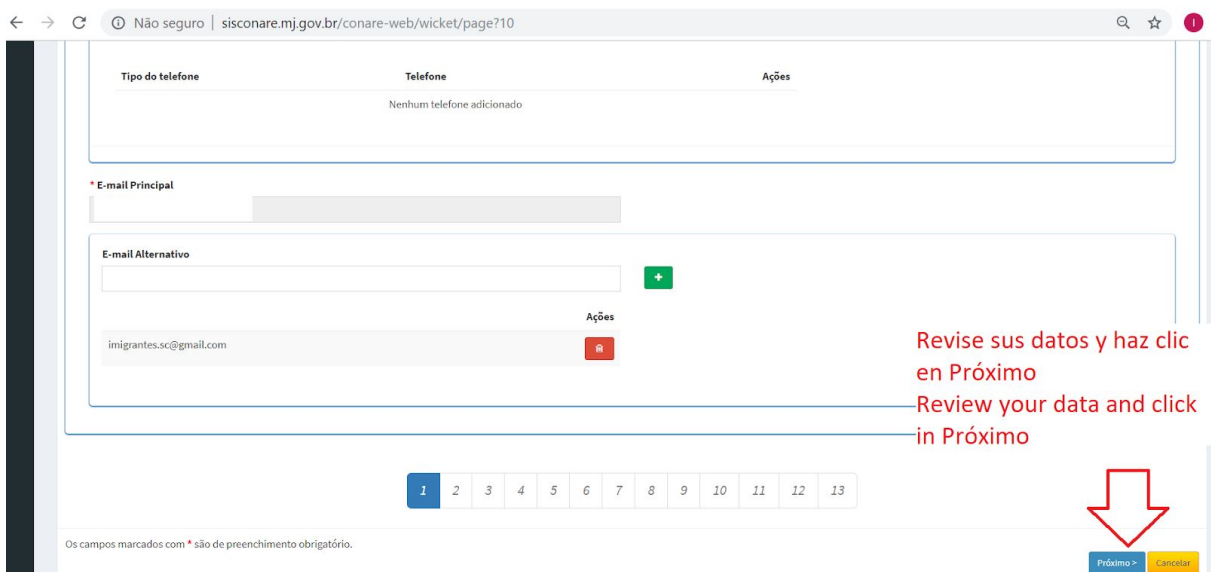 Não seguro | sisconare.mj.gov.br/conare-web/wicket/page?10
I
Tipo do telefone Telefone Ações
Nenhum telefone adicionado
* E-mail Principal
E-mail Alternativo
+
Ações
imigrantes.sc@gmail.com
Revise sus datos y haz clic
en Próximo
Review your data and click
in Próximo
1 2 3 4 5 6 7 8 9 10 11 12 13
Os campos marcados com * são de preenchimento obrigatório.
Próximo > Cancelar